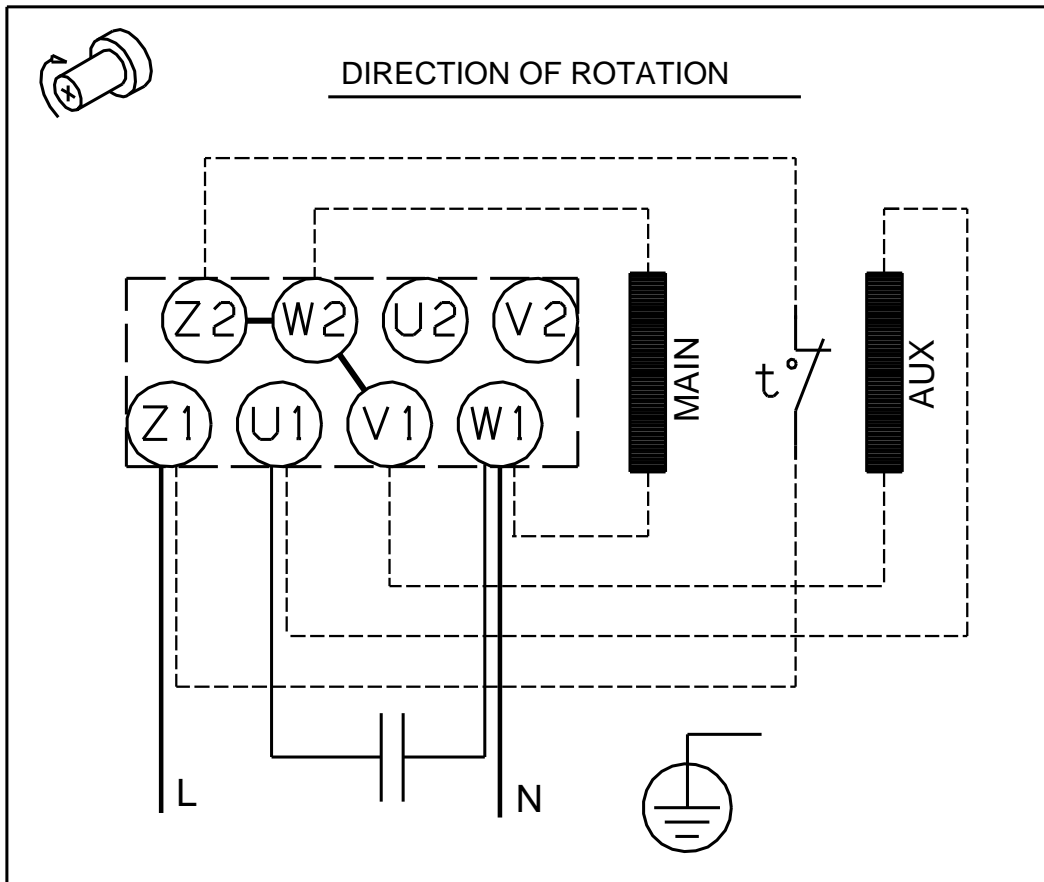 DIRECTION OF ROTATION
Z2 W2 U2 V2
Z1 U1 V1 W1
MAIN
t°
AUX
L
N